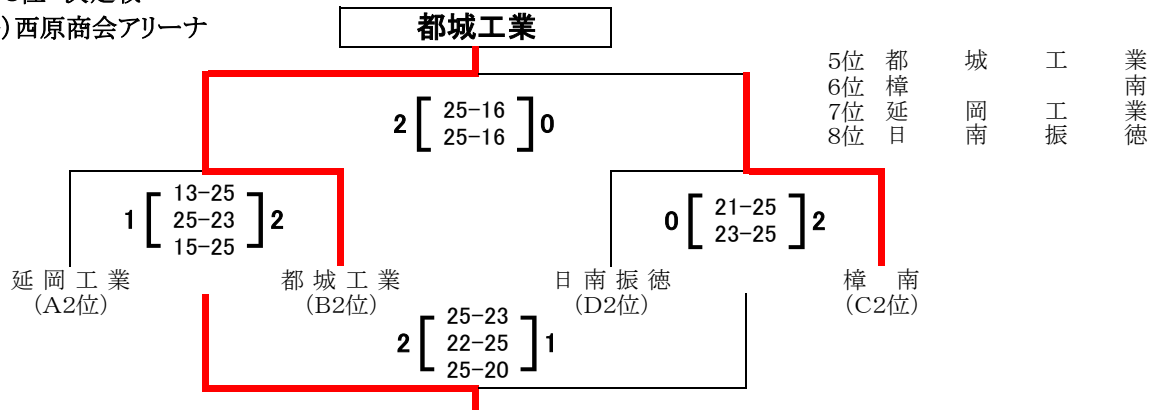 西原商会アリーナ
都城工業
5位 都城工業
6位 樟南
7位 延岡工業
8位 日南振徳
2 [ 25-16 ] 0
25-16
1 [ 13-25 ] 2
25-23
15-25
0 [ 21-25 ] 2
23-25
延岡工業 都城工業 日南振徳 樟南
(A2位) (B2位) (D2位) (C2位)
2 [ 25-23 ] 1
22-25
25-20